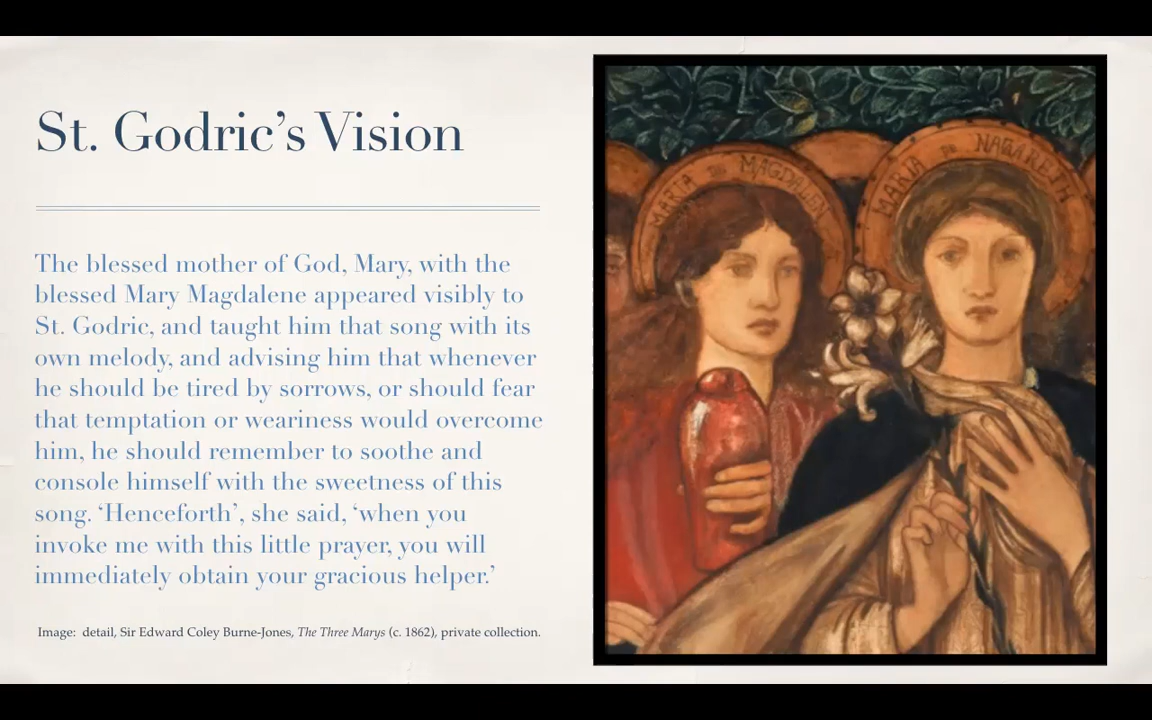 St. Godric’s Vision
The blessed mother of God, Mary, with the
blessed Mary Magdalene appeared visibly to
St. Godric, and taught him that song with its
own melody, and advising him that whenever
he should be tired by sorrows, or should fear
that temptation or weariness would overcome
him, he should remember to soothe and
console himself with the sweetness of this
song. ‘Henceforth’, she said, ‘when you
invoke me with this little prayer, you will
immediately obtain your gracious helper.’
Image: detail, Sir Edward Coley Burne-Jones, The Three Marys (c. 1862), private collection.
MARIA DE MAGDALEN
MARIA DE NAZARETH